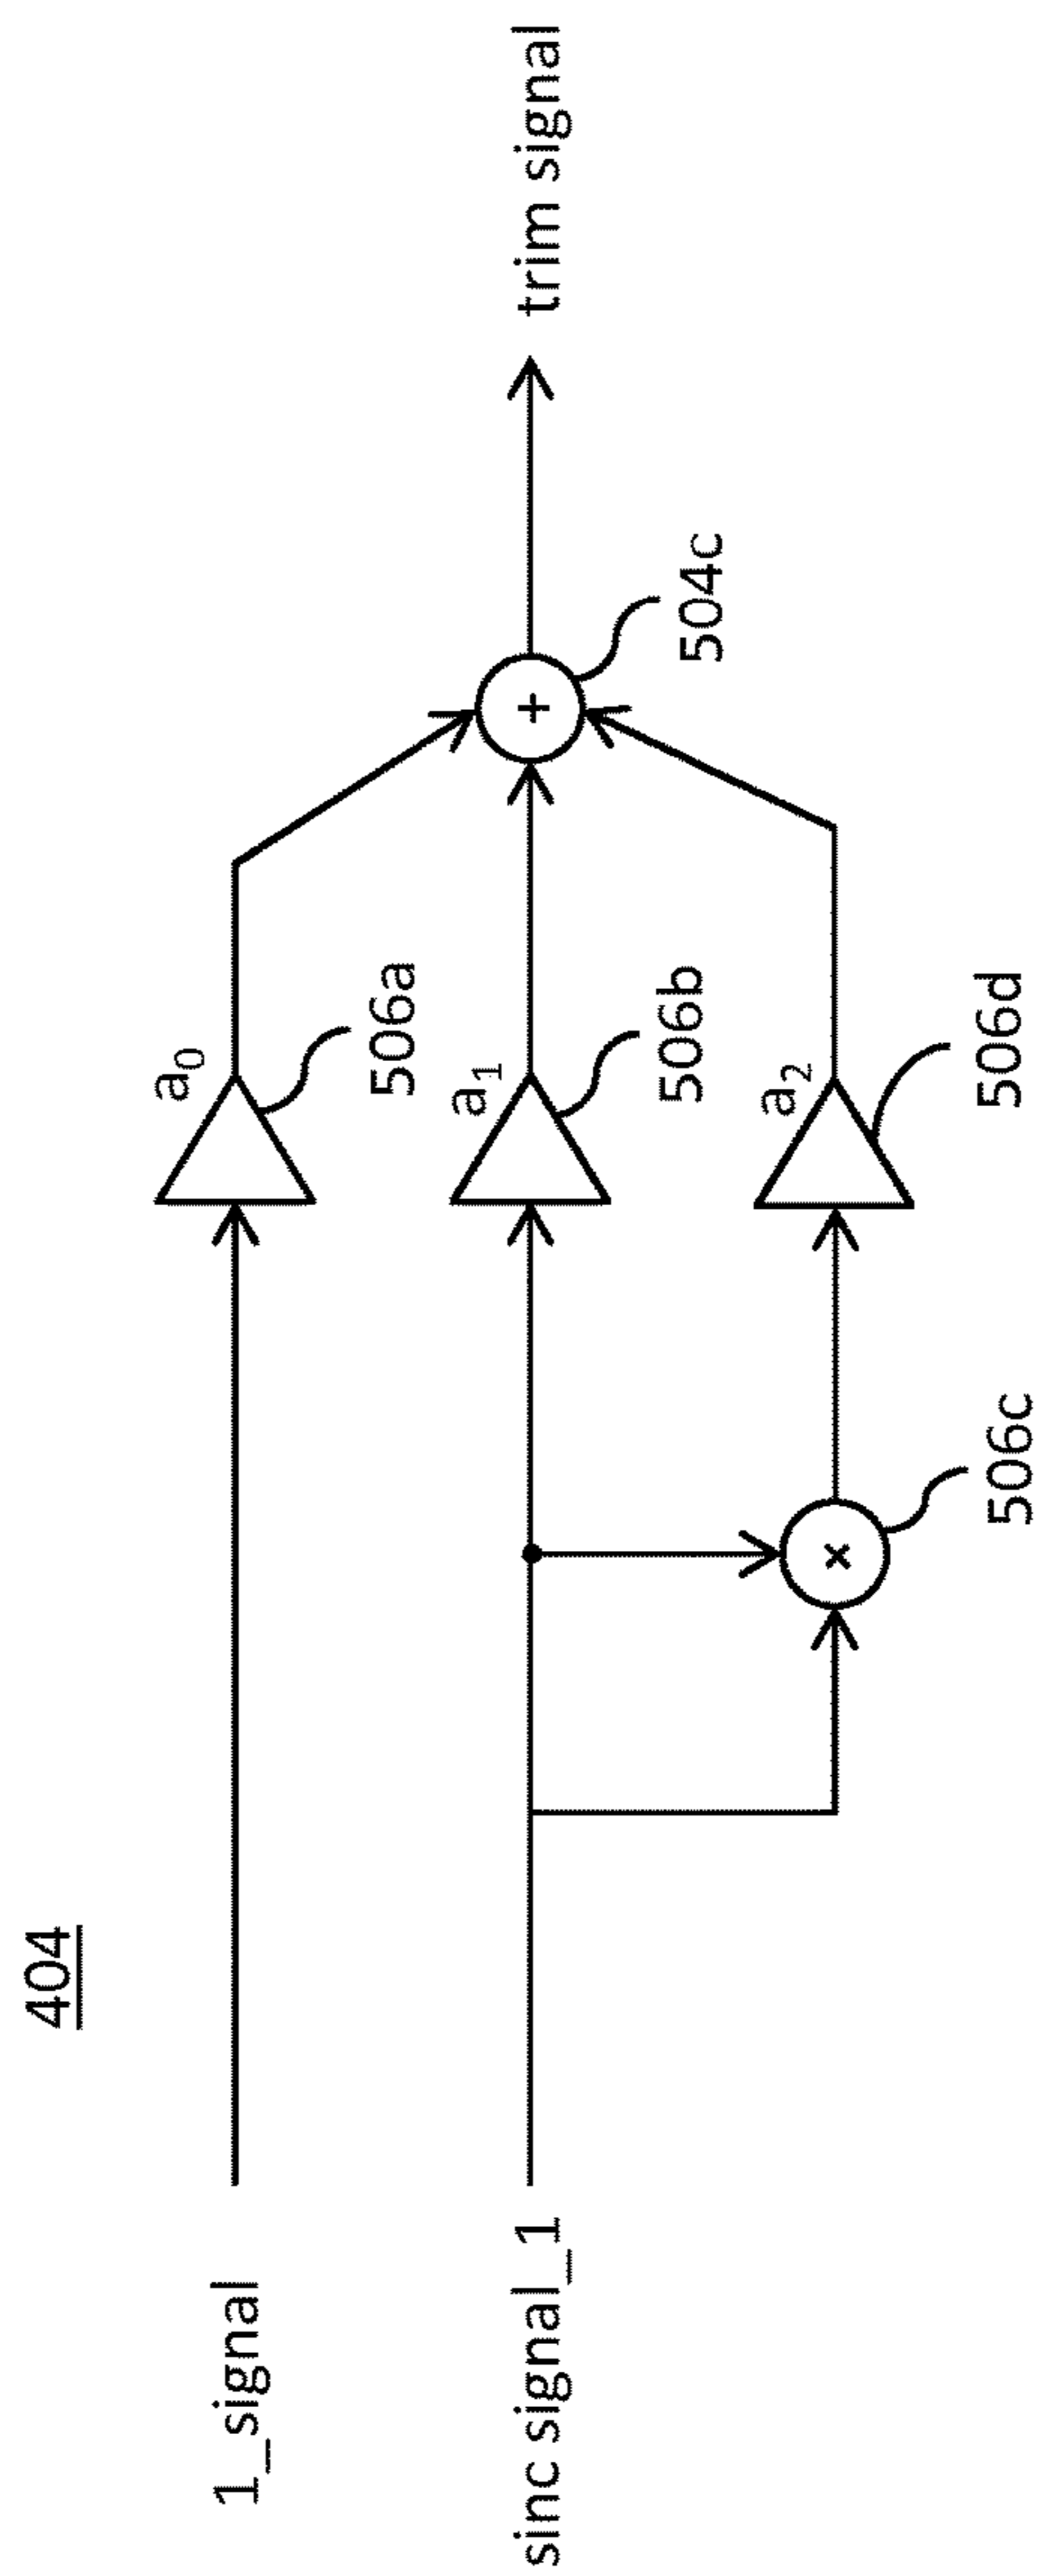 404
1_signal
a0
506a
sinc signal_1
a1
506b
504c
trim signal
×
506c
a2
506d
+